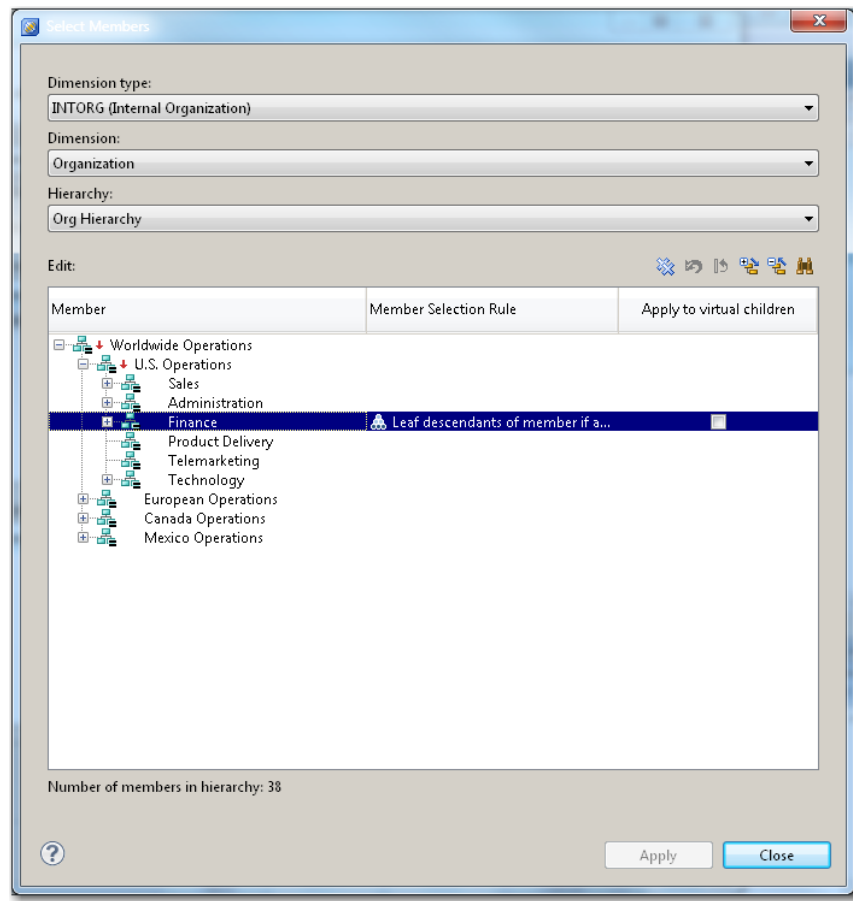 Select Members
Dimension type:
INTORG (Internal Organization)
Dimension:
Organization
Hierarchy:
Org Hierarchy
Edit:
Member Member Selection Rule Apply to virtual children
Worldwide Operations
U.S. Operations
Sales
Administration
Finance Leaf descendants of member if a...
Product Delivery
Telemarketing
Technology
European Operations
Canada Operations
Mexico Operations
Number of members in hierarchy: 38
? Apply Close